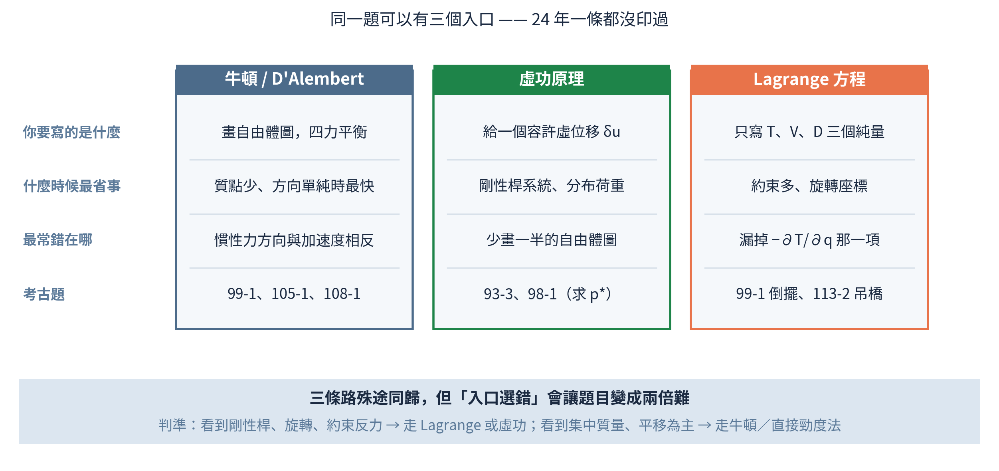 同一題可以有三個入口 —— 24 年一條都沒印過
牛頓 / D'Alembert
虛功原理
Lagrange 方程
你要寫的是什麼
畫自由體圖，四力平衡
給一個容許虛位移 δu
只寫 T、V、D 三個純量
什麼時候最省事
質點少、方向單純時最快
剛性桿系統、分布荷重
約束多、旋轉座標
最常錯在哪
慣性力方向與加速度相反
少畫一半的自由體圖
漏掉 −∂T/∂q 那一項
考古題
99-1、105-1、108-1
93-3、98-1（求 p*）
99-1 倒擺、113-2 吊橋
三條路殊途同歸，但「入口選錯」會讓題目變成兩倍難
判準：看到剛性桿、旋轉、約束反力 → 走 Lagrange 或虛功；看到集中質量、平移為主 → 走牛頓／直接勁度法